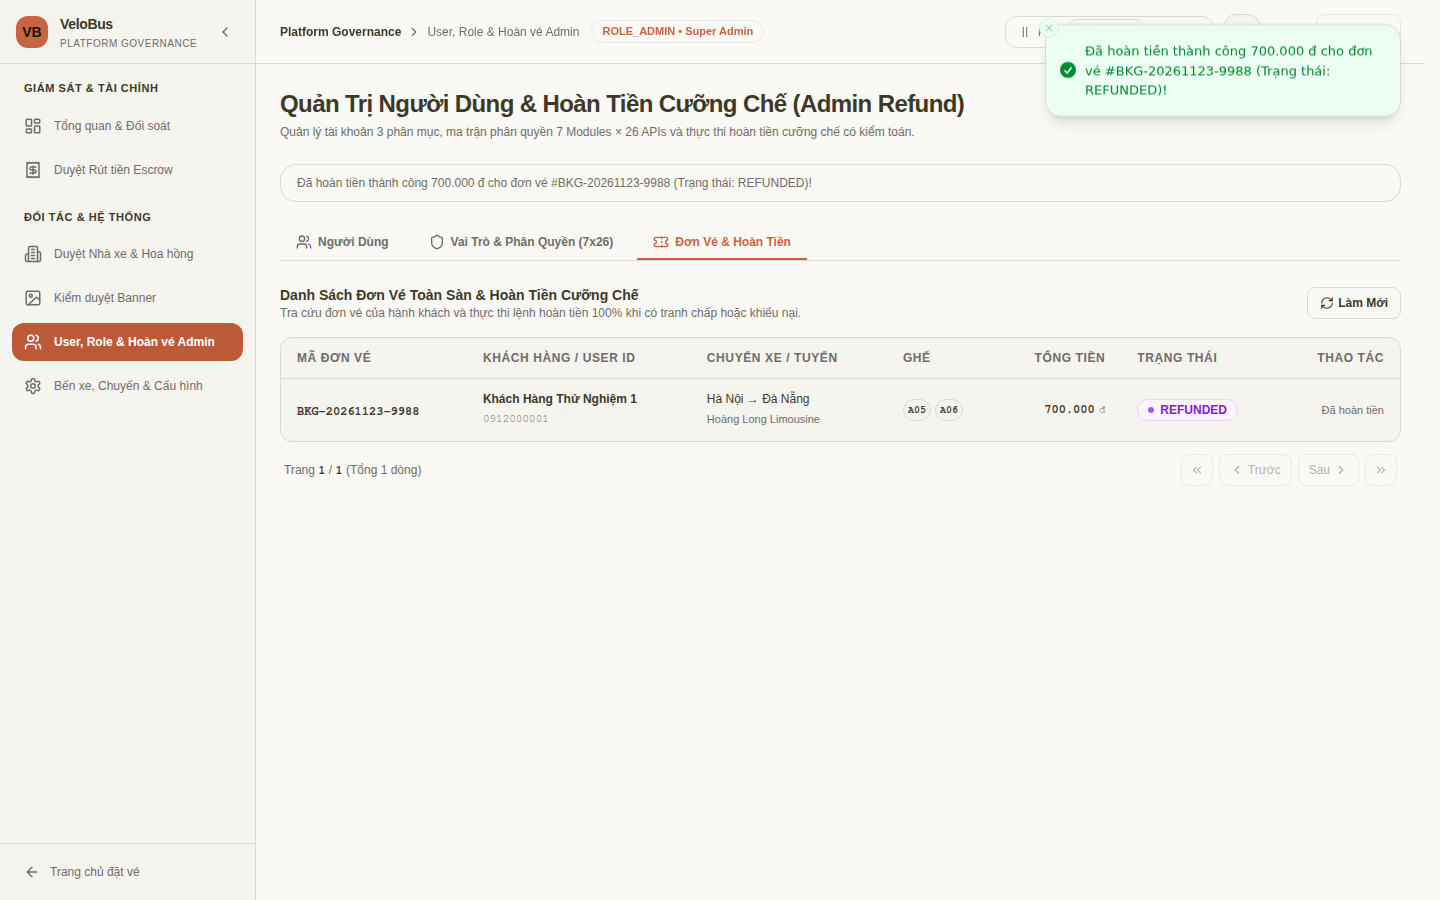 VB
VeloBus
PLATFORM GOVERNANCE
GIÁM SÁT & TÀI CHÍNH
Tổng quan & Đối soát
Duyệt Rút tiền Escrow
ĐỐI TÁC & HỆ THỐNG
Duyệt Nhà xe & Hoa hồng
Kiểm duyệt Banner
User, Role & Hoàn vé Admin
Bến xe, Chuyến & Cấu hình
Trang chủ đặt vé
Platform Governance
User, Role & Hoàn vé Admin
ROLE_ADMIN • Super Admin
Đã hoàn tiền thành công 700.000 đ cho đơn
vé #BKG-20261123-9988 (Trạng thái:
REFUNDED)!
Quản Trị Người Dùng & Hoàn Tiền Cưỡng Chế (Admin Refund)
Quản lý tài khoản 3 phân mục, ma trận phân quyền 7 Modules × 26 APIs và thực thi hoàn tiền cưỡng chế có kiểm toán.
Đã hoàn tiền thành công 700.000 đ cho đơn vé #BKG-20261123-9988 (Trạng thái: REFUNDED)!
Người Dùng
Vai Trò & Phân Quyền (7x26)
Đơn Vé & Hoàn Tiền
Danh Sách Đơn Vé Toàn Sàn & Hoàn Tiền Cưỡng Chế
Tra cứu đơn vé của hành khách và thực thi lệnh hoàn tiền 100% khi có tranh chấp hoặc khiếu nại.
Làm Mới
MÃ ĐƠN VÉ KHÁCH HÀNG / USER ID CHUYẾN XE / TUYẾN GHẾ TỔNG TIỀN TRẠNG THÁI THAO TÁC
BKG-20261123-9988
Khách Hàng Thử Nghiệm 1
0912000001
Hà Nội → Đà Nẵng
Hoàng Long Limousine
A05 A06
700.000 đ
REFUNDED
Đã hoàn tiền
Trang 1 / 1 (Tổng 1 dòng)
Trước
Sau